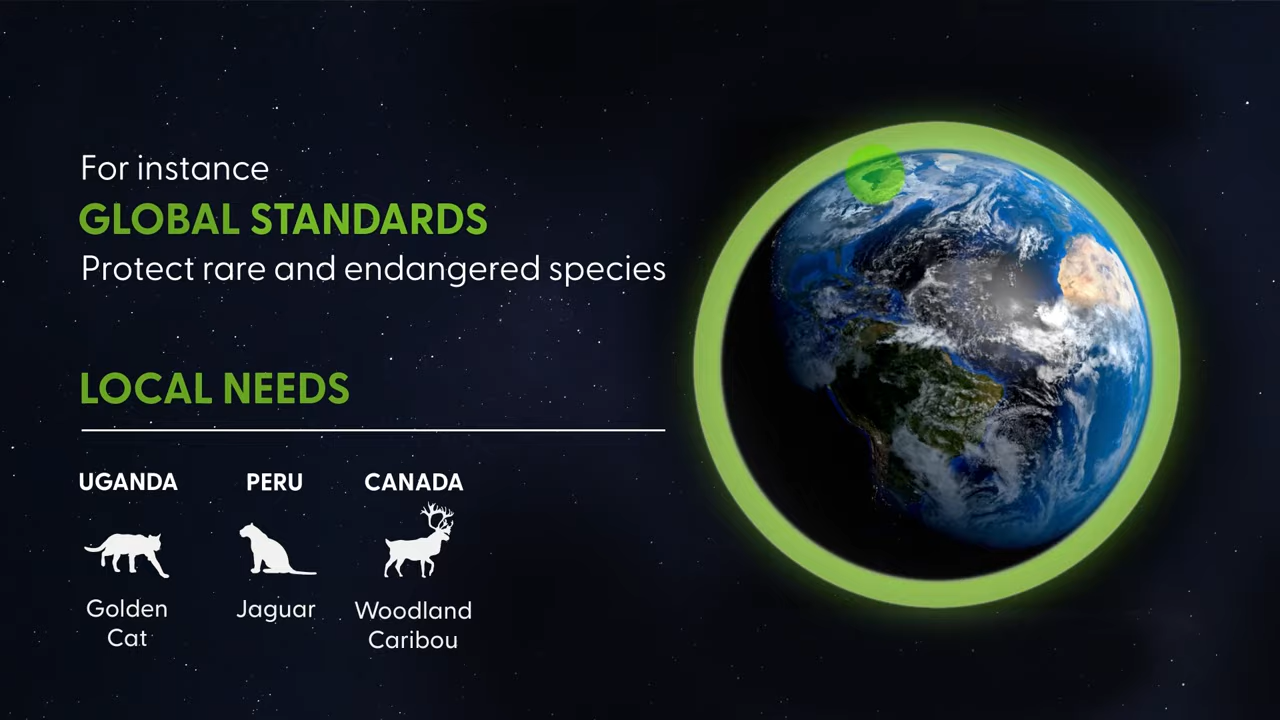 For instance
GLOBAL STANDARDS
Protect rare and endangered species
LOCAL NEEDS
UGANDA PERU CANADA
Golden Jaguar Woodland
Cat Caribou